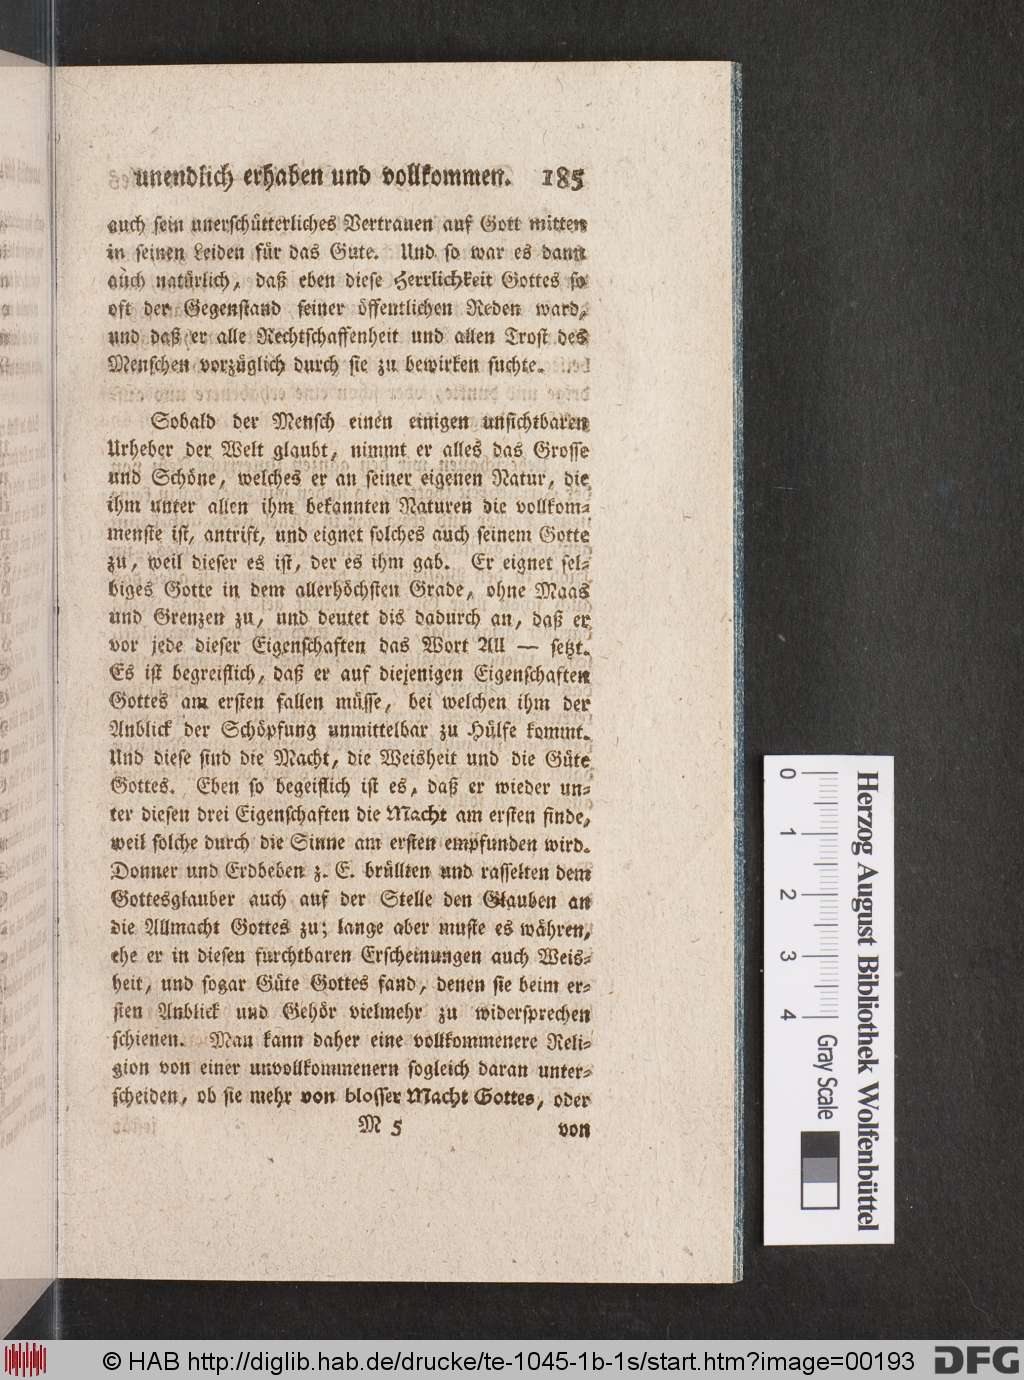 unendlich erhaben und vollkommen. 185
auch sein unerschütterliches Vertrauen auf Gott mitten
in seinen Leiden für das Gute. Und so war es dann
auch natürlich, daß eben diese Herrlichkeit Gottes so
oft der Gegenstand seiner öffentlichen Reden ward,
und daß er alle Rechtschaffenheit und allen Trost des
Menschen vorzüglich durch sie zu bewirken suchte.
Sobald der Mensch einen einigen unsichtbaren
Urheber der Welt glaubt, nimmt er alles das Grosse
und Schöne, welches er an seiner eigenen Natur, die
ihm unter allen ihm bekannten Naturen die vollkom-
menste ist, antrift, und eignet solches auch seinem Gotte
zu, weil dieser es ist, der es ihm gab. Er eignet sel-
biges Gotte in dem allerhöchsten Grade, ohne Maas
und Grenzen zu, und deutet dis dadurch an, daß er
vor jede dieser Eigenschaften das Wort All — setzt.
Es ist begreiflich, daß er auf diejenigen Eigenschaften
Gottes am ersten fallen müsse, bei welchen ihm der
Anblick der Schöpfung unmittelbar zu Hülfe kommt.
Und diese sind die Macht, die Weisheit und die Güte
Gottes. Eben so begeiflich ist es, daß er wieder un-
ter diesen drei Eigenschaften die Macht am ersten finde,
weil solche durch die Sinne am ersten empfunden wird.
Donner und Erdbeben z. E. brüllten und rasselten dem
Gottesglauber auch auf der Stelle den Glauben an
die Allmacht Gottes zu; lange aber muste es währen,
ehe er in diesen furchtbaren Erscheinungen auch Weis-
heit, und sogar Güte Gottes fand, denen sie beim er-
sten Anblick und Gehör vielmehr zu widersprechen
schienen. Man kann daher eine vollkommenere Reli-
gion von einer unvollkommenern sogleich daran unter-
scheiden, ob sie mehr von blosser Macht Gottes, oder
M 5 von
Herzog August Bibliothek Wolfenbüttel
0 1 2 3 4 Gray Scale
© HAB http://diglib.hab.de/drucke/te-1045-1b-1s/start.htm?image=00193 DFG